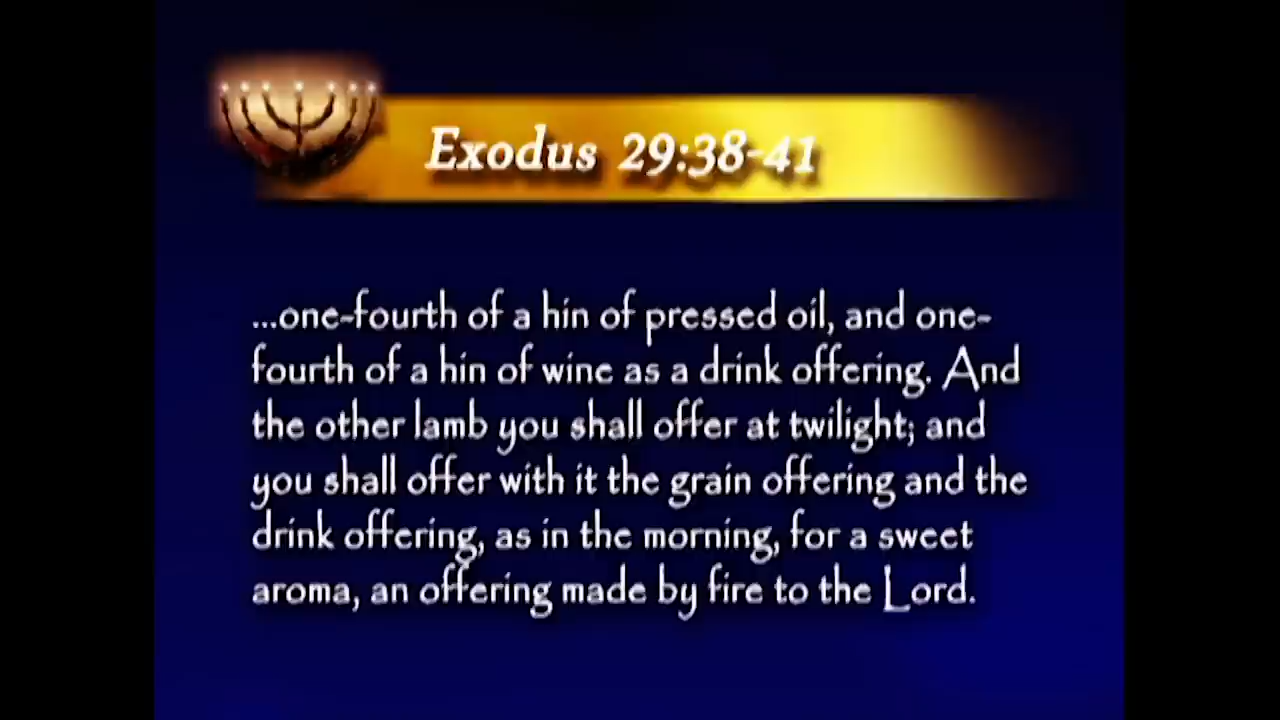 Exodus 29:38-41
...one-fourth of a hin of pressed oil, and one-
fourth of a hin of wine as a drink offering. And
the other lamb you shall offer at twilight; and
you shall offer with it the grain offering and the
drink offering, as in the morning, for a sweet
aroma, an offering made by fire to the Lord.